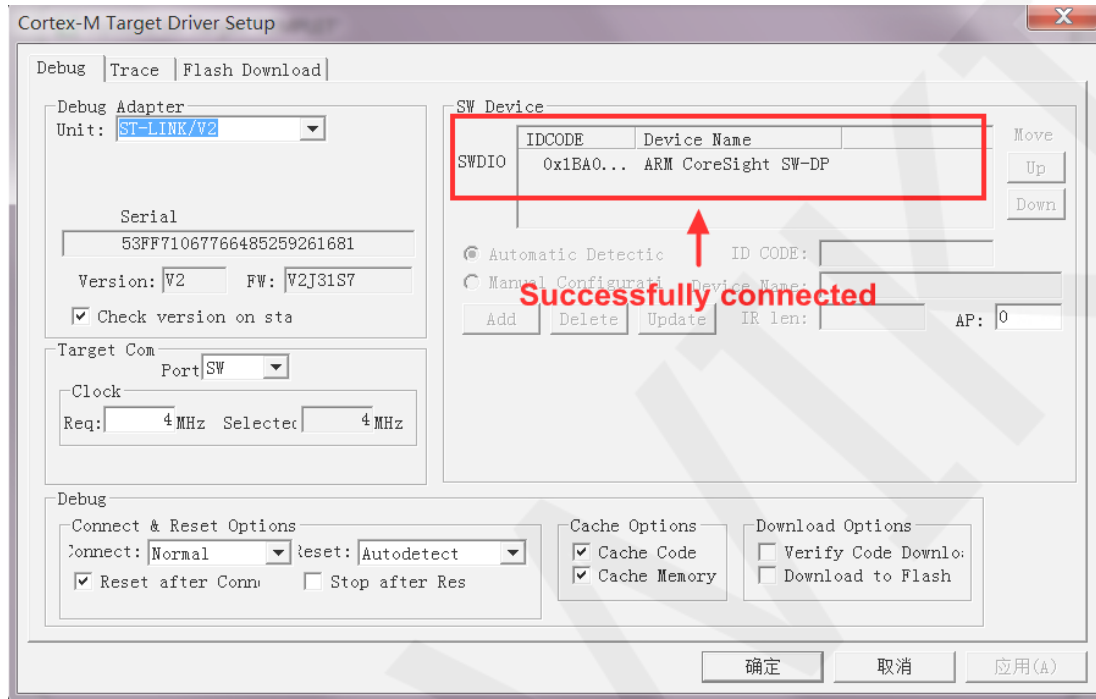 Cortex-M Target Driver Setup
Debug Trace Flash Download
Debug Adapter
Unit: ST-LINK/V2
Serial
53FF71067766485259261681
Version: V2 FW: V2J31S7
Check version on sta
Target Com
Port SW
Clock
Req: 4 MHz Selected 4 MHz
SW Device
IDCODE Device Name
SWDIO 0x1BA0... ARM CoreSight SW-DP
Move
Up
Down
Automatic Detectic ID CODE:
Manual Configurati Device Name:
Successfully connected
Add Delete Update IR len: AP: 0
Debug
Connect & Reset Options
Connect: Normal Reset: Autodetect
Reset after Conn Stop after Res
Cache Options
Cache Code
Cache Memory
Download Options
Verify Code Downlo
Download to Flash
确定 取消 应用(A)